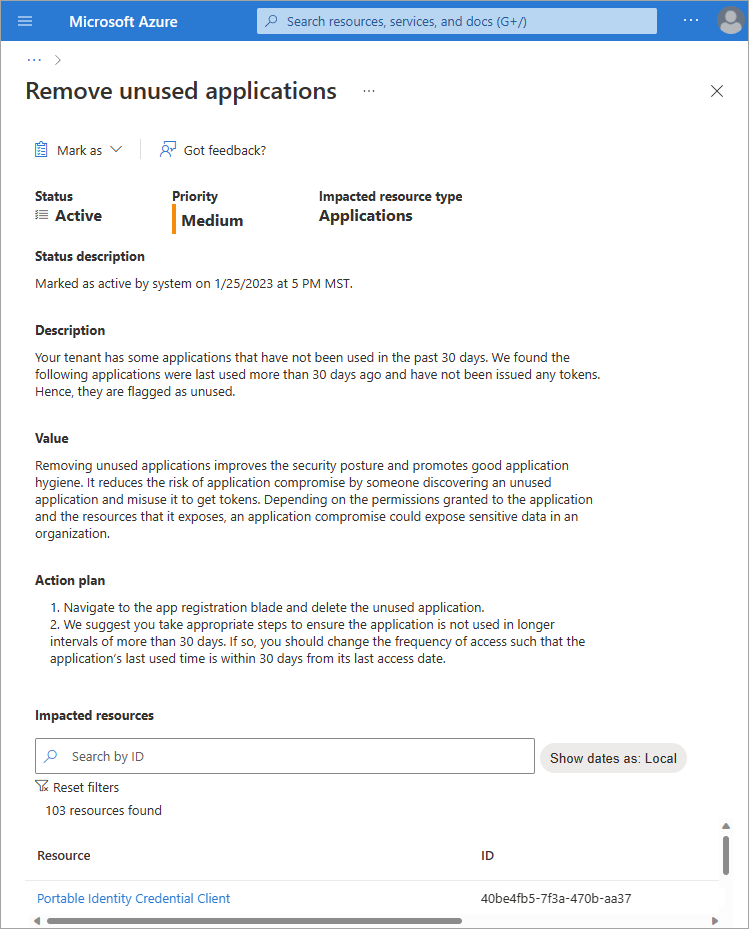 Microsoft Azure
Search resources, services, and docs (G+/)
...
...
Remove unused applications
...
Mark as
Got feedback?
Status
Priority
Impacted resource type
Active
Medium
Applications
Status description
Marked as active by system on 1/25/2023 at 5 PM MST.
Description
Your tenant has some applications that have not been used in the past 30 days. We found the
following applications were last used more than 30 days ago and have not been issued any tokens.
Hence, they are flagged as unused.
Value
Removing unused applications improves the security posture and promotes good application
hygiene. It reduces the risk of application compromise by someone discovering an unused
application and misuse it to get tokens. Depending on the permissions granted to the application
and the resources that it exposes, an application compromise could expose sensitive data in an
organization.
Action plan
1. Navigate to the app registration blade and delete the unused application.
2. We suggest you take appropriate steps to ensure the application is not used in longer
intervals of more than 30 days. If so, you should change the frequency of access such that the
application's last used time is within 30 days from its last access date.
Impacted resources
Search by ID
Show dates as: Local
Reset filters
103 resources found
Resource
ID
Portable Identity Credential Client
40be4fb5-7f3a-470b-aa37